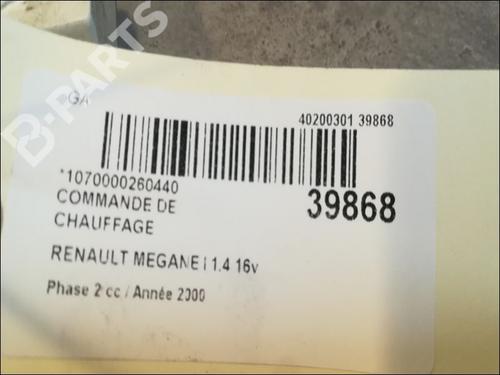 B-PARTS
GA
40200301 39868
*1070000260440
39868
COMMANDE DE
CHAUFFAGE
RENAULT MEGANE I 1.4 16v
Phase 2 cc / Année 2000